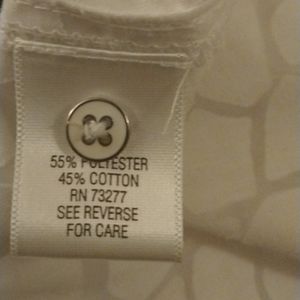 55% POLYESTER
45% COTTON
RN 73277
SEE REVERSE
FOR CARE